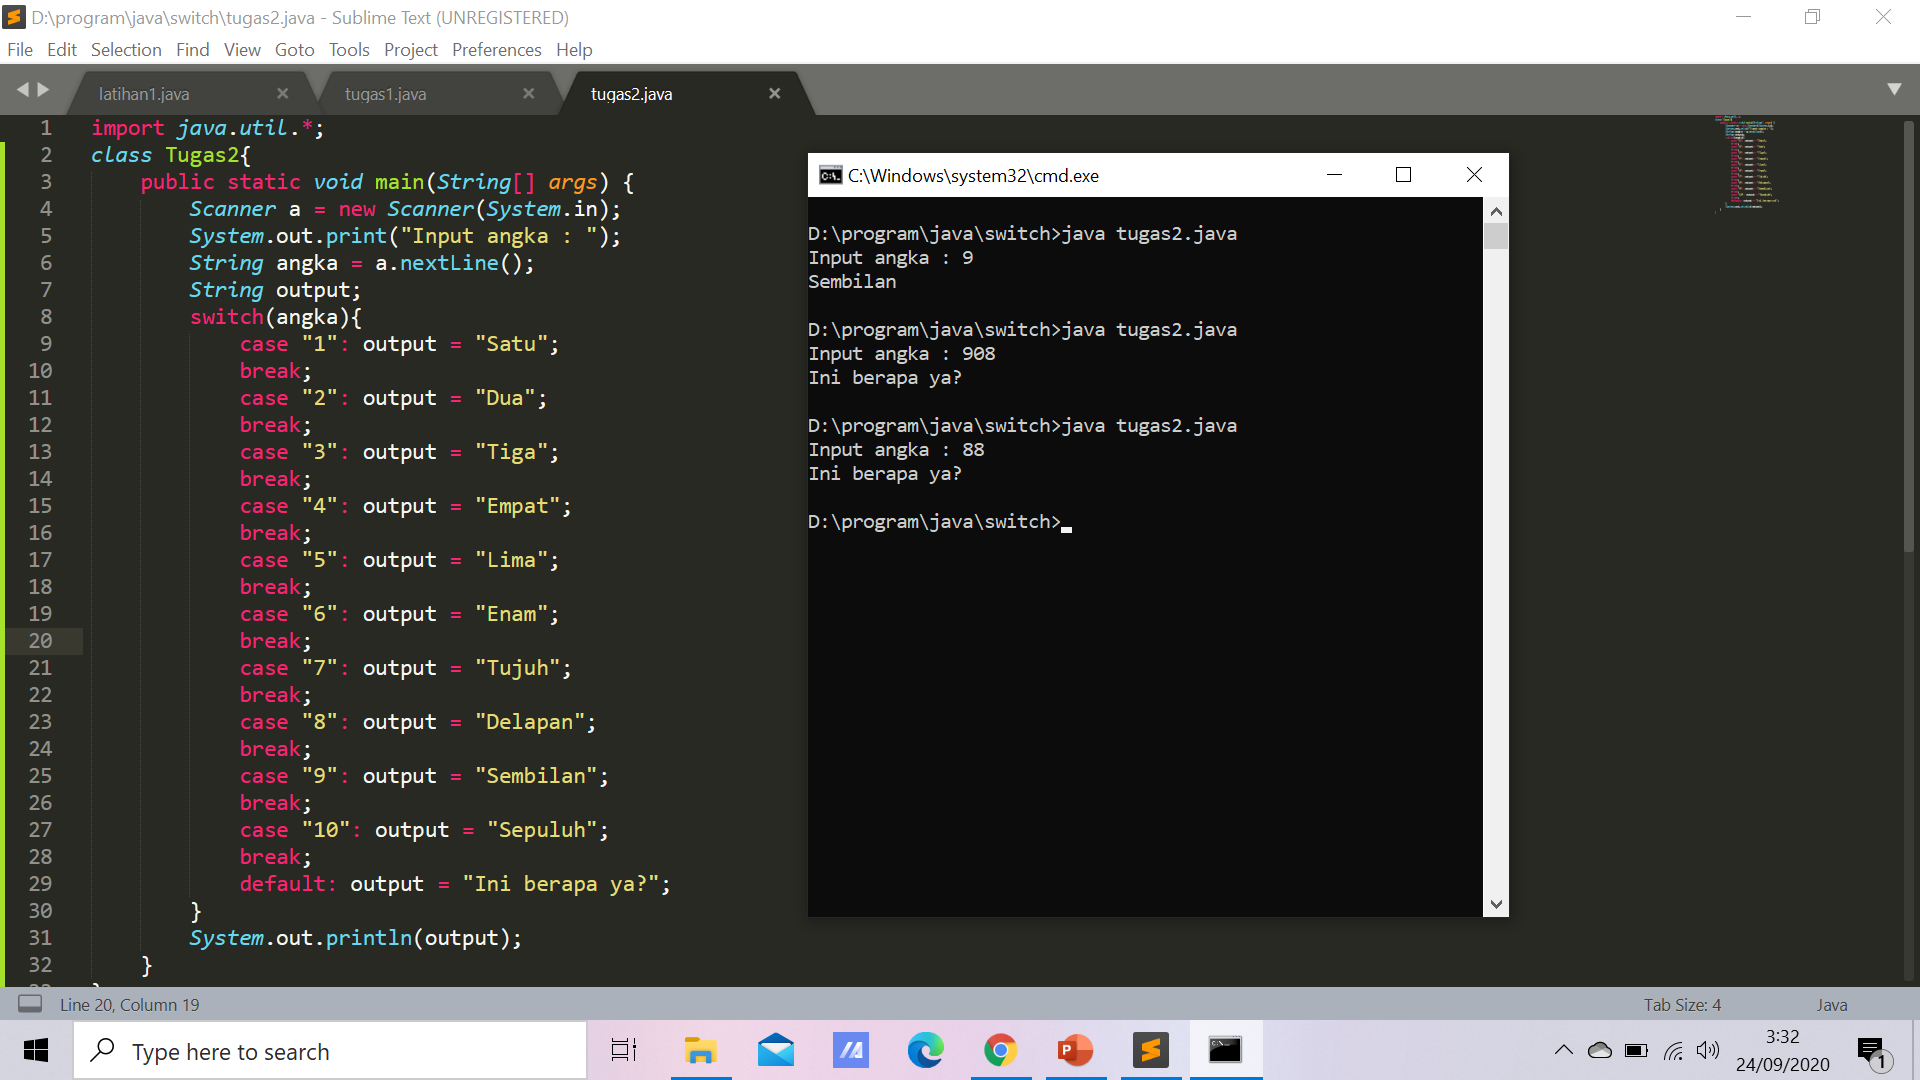 D:\program\java\switch\tugas2.java - Sublime Text (UNREGISTERED)
File Edit Selection Find View Goto Tools Project Preferences Help
latihan1.java tugas1.java tugas2.java
1 import java.util.*;
2 class Tugas2{
3 public static void main(String[] args) {
4 Scanner a = new Scanner(System.in);
5 System.out.print("Input angka : ");
6 String angka = a.nextLine();
7 String output;
8 switch(angka){
9 case "1": output = "Satu";
10 break;
11 case "2": output = "Dua";
12 break;
13 case "3": output = "Tiga";
14 break;
15 case "4": output = "Empat";
16 break;
17 case "5": output = "Lima";
18 break;
19 case "6": output = "Enam";
20 break;
21 case "7": output = "Tujuh";
22 break;
23 case "8": output = "Delapan";
24 break;
25 case "9": output = "Sembilan";
26 break;
27 case "10": output = "Sepuluh";
28 break;
29 default: output = "Ini berapa ya?";
30 }
31 System.out.println(output);
32 }
C:\Windows\system32\cmd.exe
D:\program\java\switch>java tugas2.java
Input angka : 9
Sembilan
D:\program\java\switch>java tugas2.java
Input angka : 908
Ini berapa ya?
D:\program\java\switch>java tugas2.java
Input angka : 88
Ini berapa ya?
D:\program\java\switch>
Line 20, Column 19
Tab Size: 4
Java
Type here to search
3:32
24/09/2020
1